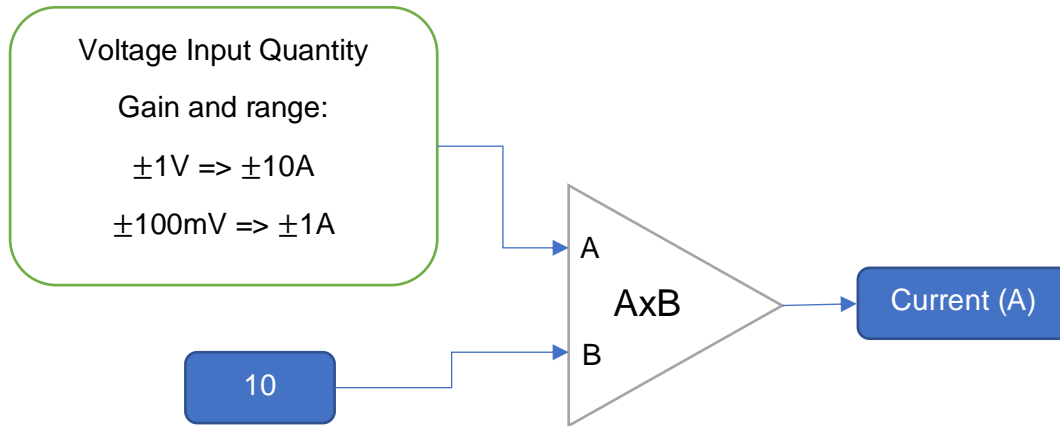 Voltage Input Quantity
Gain and range:
±1V => ±10A
±100mV => ±1A
A
AxB
B
Current (A)
10